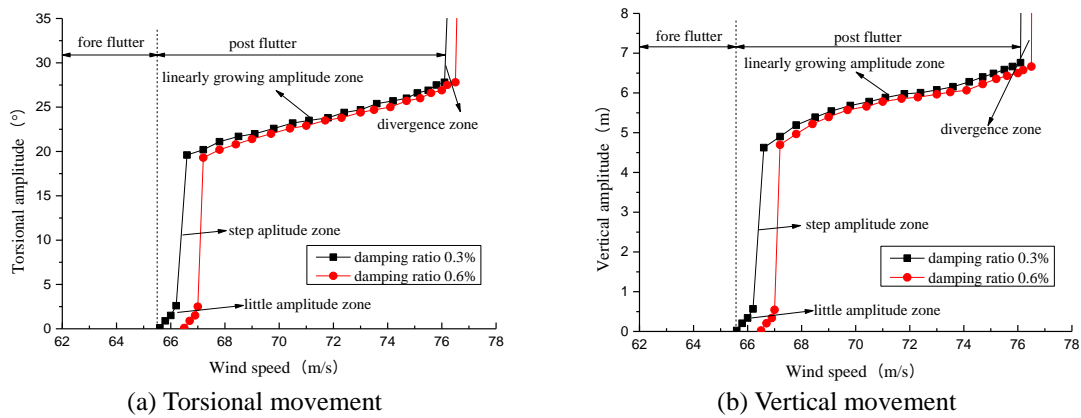 35
30
25
20
15
10
5
0
Torsional amplitude (°)
fore flutter
post flutter
linearly growing amplitude zone
divergence zone
step aplitude zone
damping ratio 0.3%
damping ratio 0.6%
little amplitude zone
62 64 66 68 70 72 74 76 78
Wind speed (m/s)
(a) Torsional movement
8
7
6
5
4
3
2
1
0
Vertical amplitude (m)
fore flutter
post flutter
linearly growing amplitude zone
divergence zone
step amplitude zone
damping ratio 0.3%
damping ratio 0.6%
little amplitude zone
62 64 66 68 70 72 74 76 78
Wind speed (m/s)
(b) Vertical movement